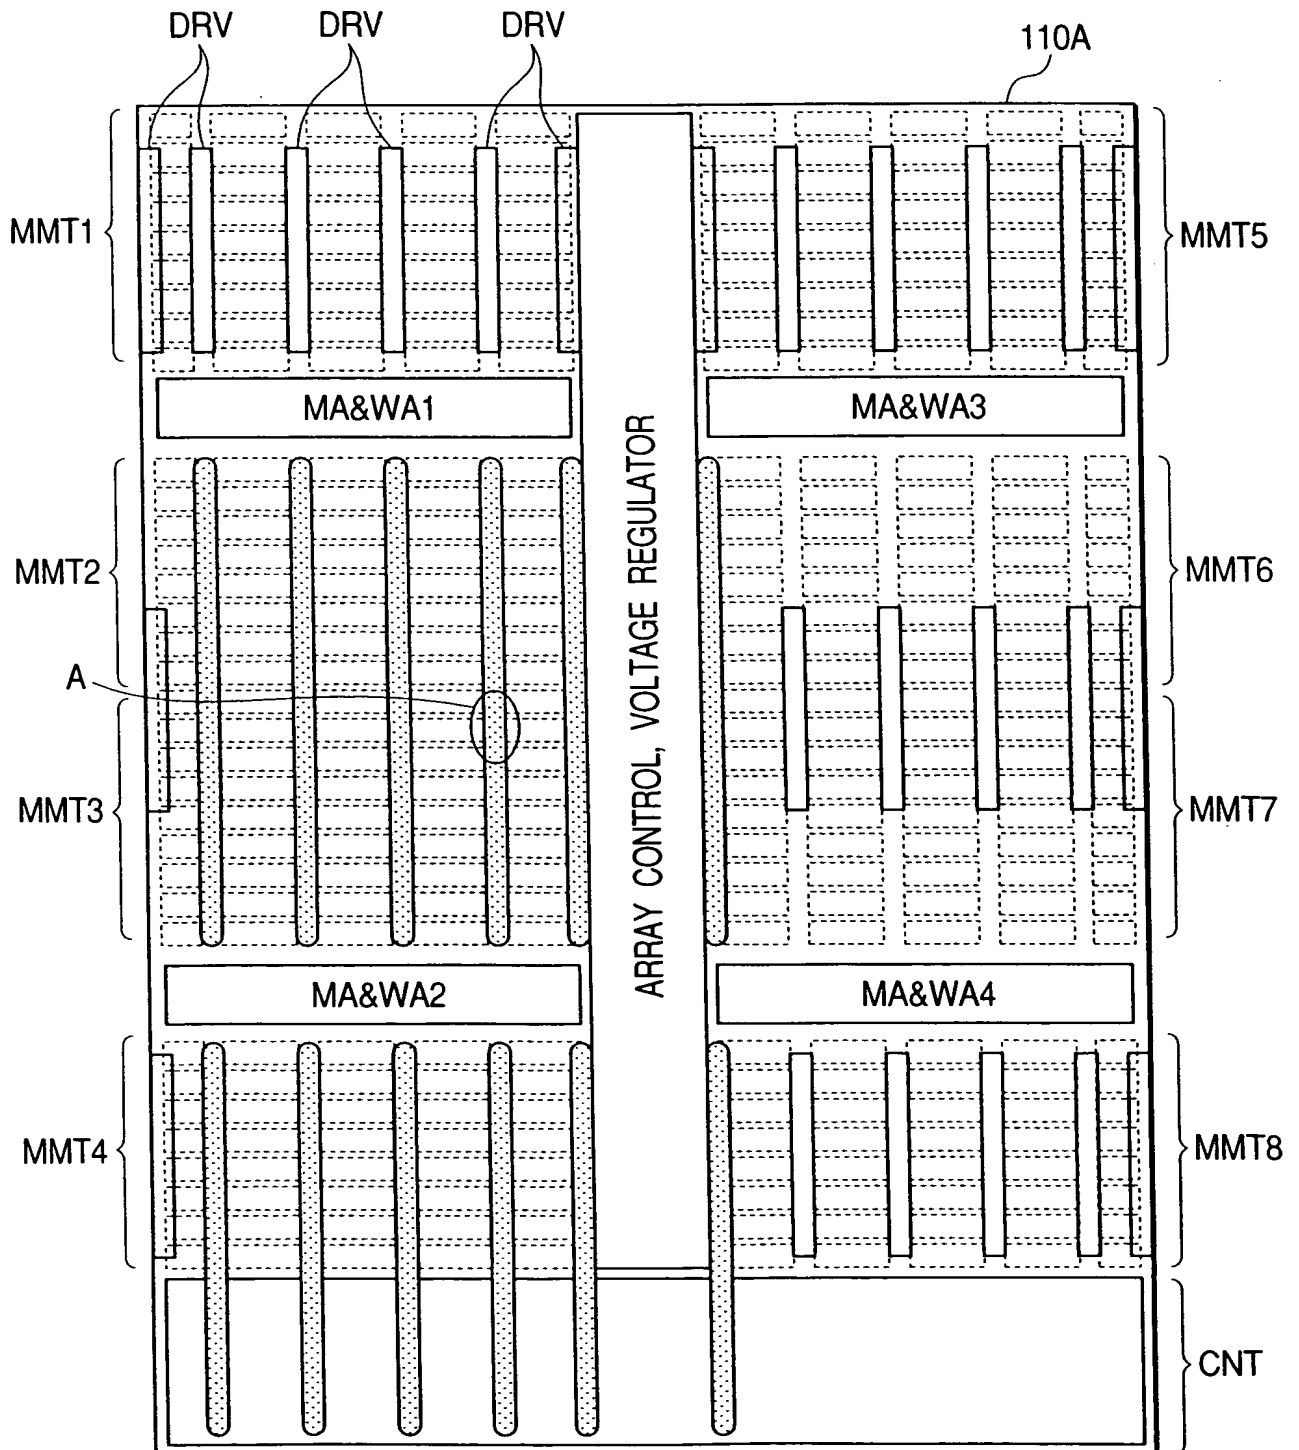 DRV
DRV
DRV
110A
MMT1
MMT5
MA&WA1
MA&WA3
ARRAY CONTROL, VOLTAGE REGULATOR
MMT2
MMT6
A
MMT3
MMT7
MA&WA2
MA&WA4
MMT4
MMT8
CNT